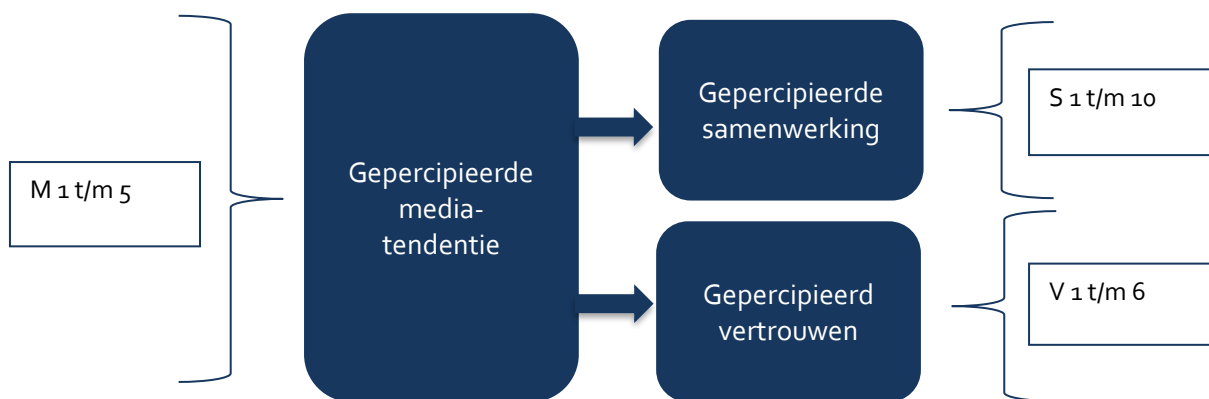 M 1 t/m 5
Gepercipieerde
media-
tendentie
Gepercipieerde
samenwerking
S 1 t/m 10
Gepercipieerd
vertrouwen
V 1 t/m 6